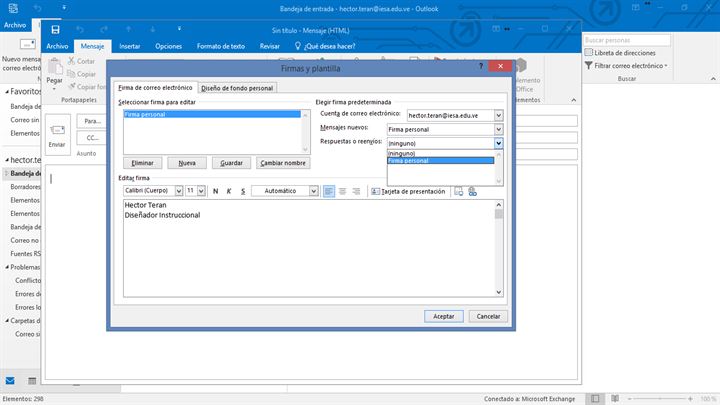 Bandeja de entrada - hector.teran@iesa.edu.ve - Outlook
Archivo
Sin título - Mensaje (HTML)
Archivo Mensaje Insertar Opciones Formato de texto Revisar ¿Qué desea hacer?
Nuevo mensaje
correo electrónico
Pegar
Cortar
Copiar
Copiar formato
Portapapeles
Complementos
Office
Buscar personas
Libreta de direcciones
Filtrar correo electrónico
Buscar
Favoritos
Bandeja de
Correo sin
Elementos
hector.ter
Bandeja de
Borradores
Elementos
Elementos
Bandeja de
Correo no
Fuentes RSS
Problemas
Conflicto
Errores de
Errores lo
Carpetas de
Correo si
Enviar
Para...
CC...
Asunto
Firmas y plantilla
?
Firma de correo electrónico Diseño de fondo personal
Seleccionar firma para editar
Firma personal
Eliminar Nueva Guardar Cambiar nombre
Elegir firma predeterminada
Cuenta de correo electrónico: hector.teran@iesa.edu.ve
Mensajes nuevos: Firma personal
Respuestas o reenvíos: (ninguno)
(ninguno)
Firma personal
Editar firma
Calibri (Cuerpo) 11 N K S Automático Tarjeta de presentación
Hector Teran
Diseñador Instruccional
Aceptar Cancelar
Elementos: 298
Conectado a: Microsoft Exchange
100 %